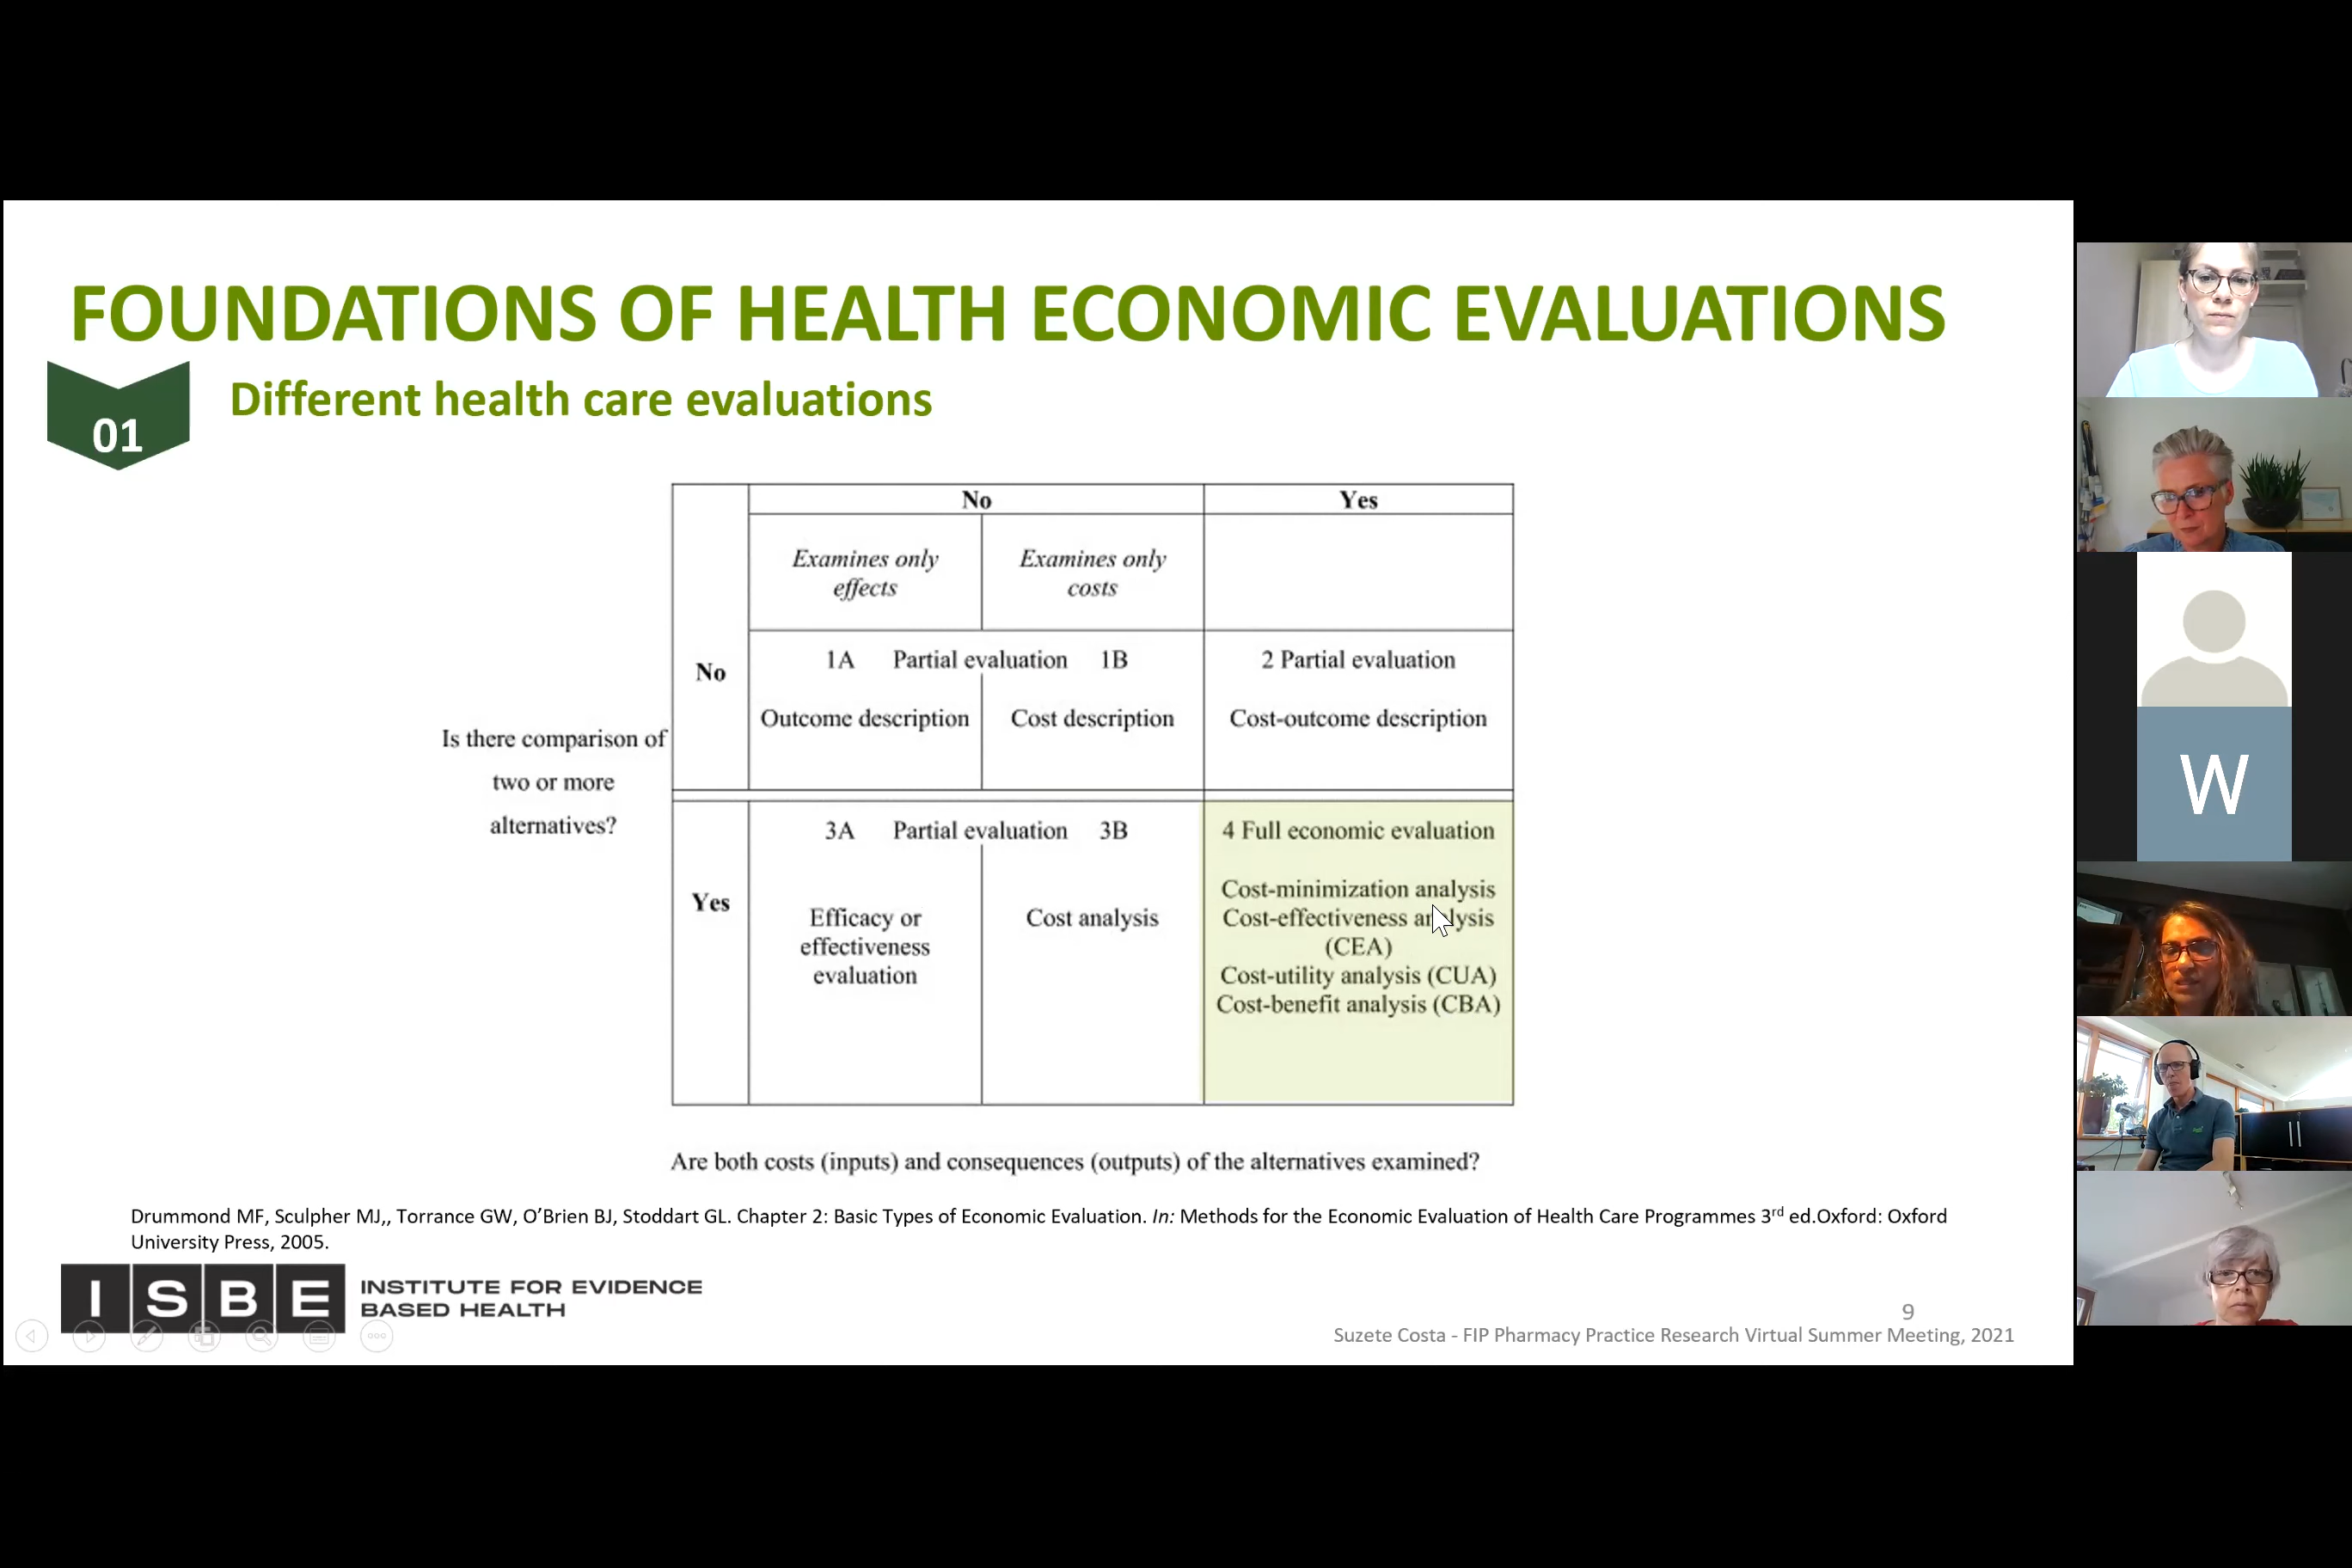 FOUNDATIONS OF HEALTH ECONOMIC EVALUATIONS
01
Different health care evaluations
No
Yes
Examines only
effects
Examines only
costs
No
1A Partial evaluation 1B
2 Partial evaluation
Outcome description
Cost description
Cost-outcome description
Is there comparison of
two or more
alternatives?
Yes
3A Partial evaluation 3B
4 Full economic evaluation
Efficacy or
effectiveness
evaluation
Cost analysis
Cost-minimization analysis
Cost-effectiveness analysis
(CEA)
Cost-utility analysis (CUA)
Cost-benefit analysis (CBA)
Are both costs (inputs) and consequences (outputs) of the alternatives examined?
Drummond MF, Sculpher MJ,, Torrance GW, O’Brien BJ, Stoddart GL. Chapter 2: Basic Types of Economic Evaluation. In: Methods for the Economic Evaluation of Health Care Programmes 3rd ed.Oxford: Oxford
University Press, 2005.
ISBE
INSTITUTE FOR EVIDENCE
BASED HEALTH
9
Suzete Costa - FIP Pharmacy Practice Research Virtual Summer Meeting, 2021
W